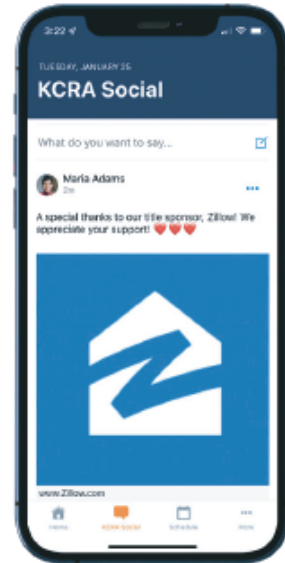 3:22
TUESDAY, JANUARY 25
KCRA Social
What do you want to say...
Maria Adams
2m
A special thanks to our title sponsor, Zillow! We
appreciate your support! ❤️❤️❤️
www.Zillow.com
Home
KCRA Social
Schedule
More